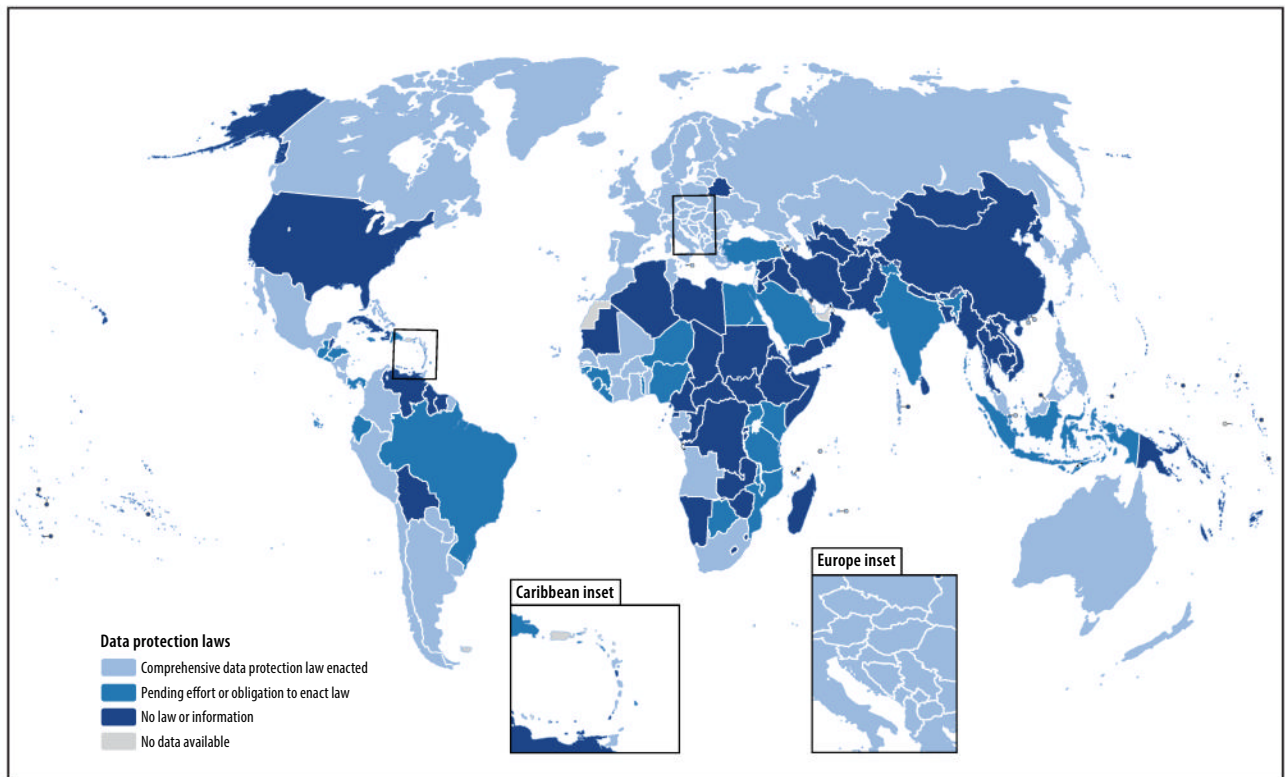 Europe inset
Caribbean inset
Data protection laws
Comprehensive data protection law enacted
Pending effort or obligation to enact law
No law or information
No data available